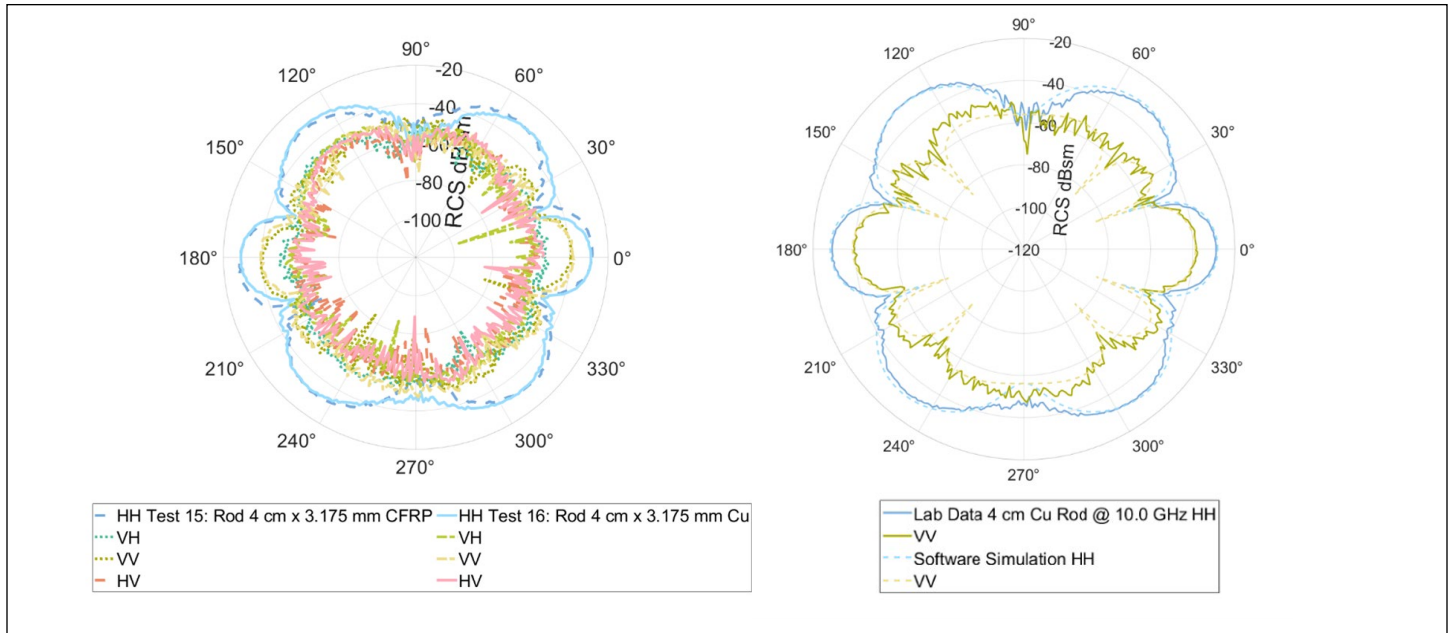 90°
120°
60°
150°
30°
180°
0°
210°
330°
240°
300°
270°
-20
-40
-60
-80
-100
RCS dBsm
HH Test 15: Rod 4 cm x 3.175 mm CFRP
VH
VV
HV
HH Test 16: Rod 4 cm x 3.175 mm Cu
VH
VV
HV
90°
120°
60°
150°
30°
180°
0°
210°
330°
240°
300°
270°
-20
-40
-60
-80
-100
-120
RCS dBsm
Lab Data 4 cm Cu Rod @ 10.0 GHz HH
VV
Software Simulation HH
VV